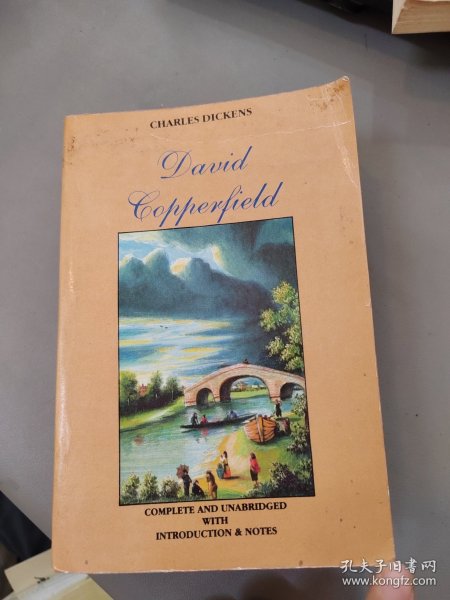 CHARLES DICKENS
David
Copperfield
COMPLETE AND UNABRIDGED
WITH
INTRODUCTION & NOTES
孔夫子旧书网
www.kongfz.com